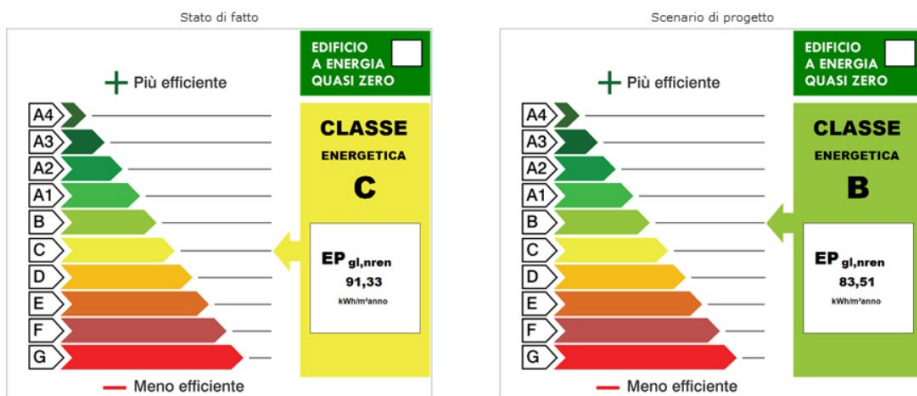 Stato di fatto
EDIFICIO
A ENERGIA
QUASI ZERO
+ Più efficiente
A4
A3
A2
A1
B
C
D
E
F
G
— Meno efficiente
CLASSE
ENERGETICA
C
EP gl,nren
91,33
kWh/m²anno
Scenario di progetto
EDIFICIO
A ENERGIA
QUASI ZERO
+ Più efficiente
A4
A3
A2
A1
B
C
D
E
F
G
— Meno efficiente
CLASSE
ENERGETICA
B
EP gl,nren
83,51
kWh/m²anno